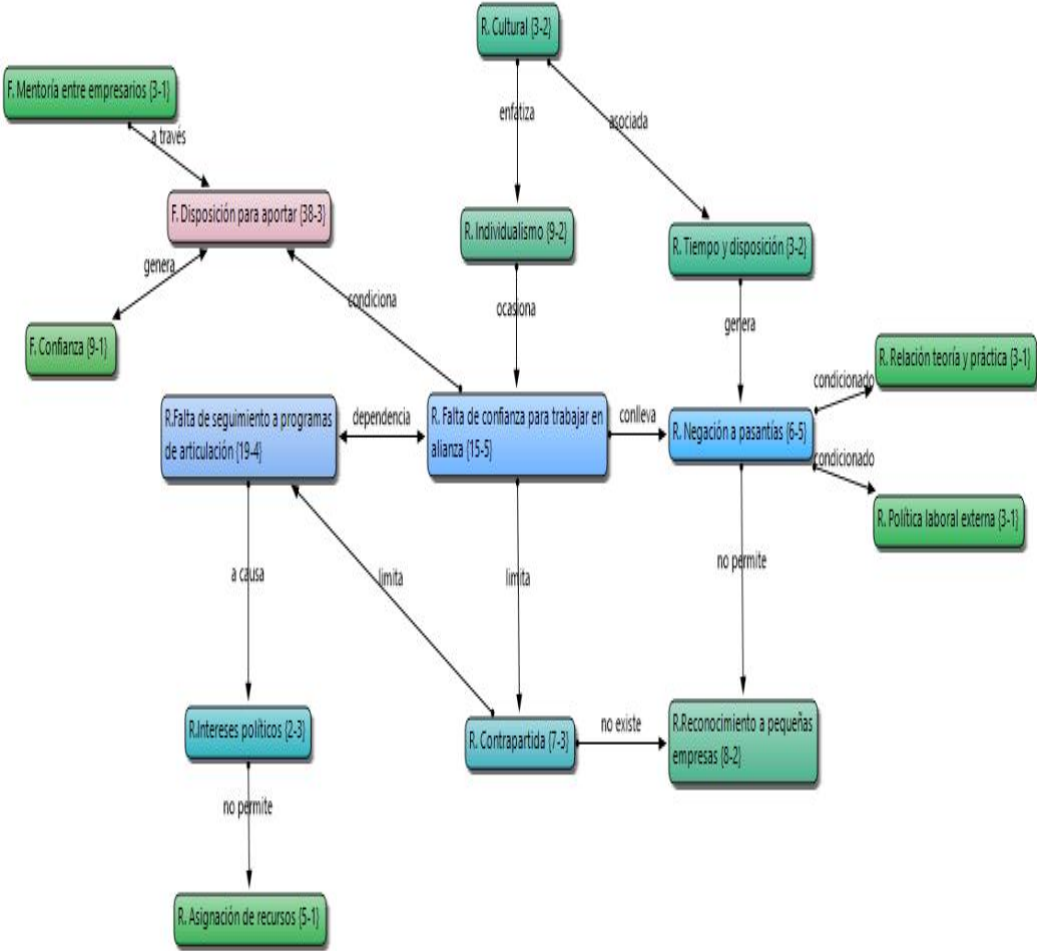 R. Cultural {3-2}
F. Mentoría entre empresarios {3-1}
enfatiza
asociada
a través
F. Disposición para aportar {38-3}
R. Individualismo {9-2}
R. Tiempo y disposición {3-2}
genera
condiciona
ocasiona
genera
F. Confianza {9-1}
R. Relación teoría y práctica {3-1}
condicionado
R.Falta de seguimiento a programas
de articulación {19-4}
dependencia
R. Falta de confianza para trabajar en
alianza {15-5}
conlleva
R. Negación a pasantías {6-5}
condicionado
R. Política laboral externa {3-1}
a causa
limita
limita
no permite
R.Intereses políticos {2-3}
R. Contrapartida {7-3}
no existe
R.Reconocimiento a pequeñas
empresas {8-2}
no permite
R. Asignación de recursos {5-1}